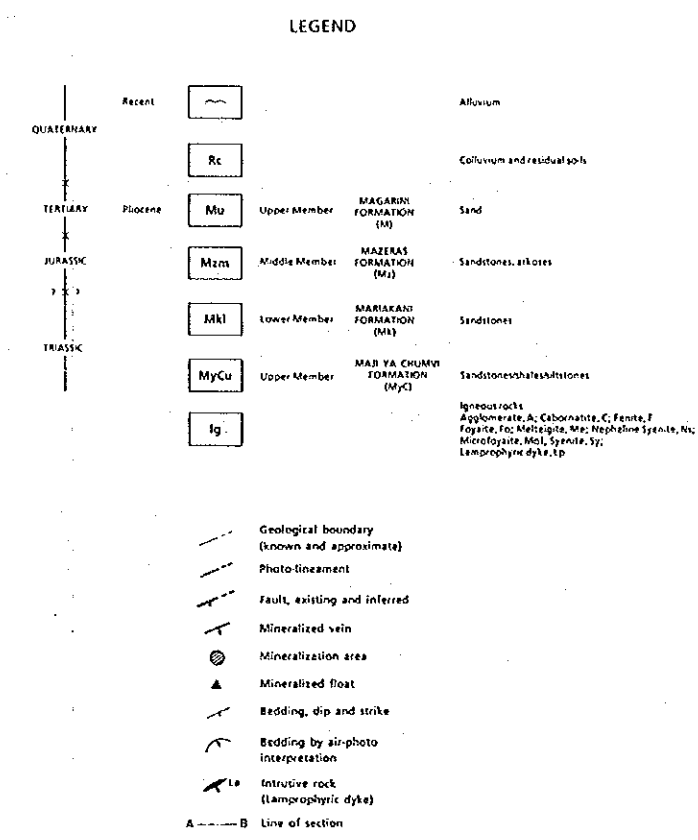 LEGEND
Recent Alluvium
QUATERNARY
Rc Colluvium and residual soils
TERTIARY Pliocene Mu Upper Member MAGARINI FORMATION (M) Sand
JURASSIC Mzm Middle Member MAZERAS FORMATION (Mz) Sandstones, arkoses
? ?
Mkl Lower Member MARIAKANI FORMATION (Mk) Sandstones
TRIASSIC
MyCu Upper Member MAJI YA CHUMVI FORMATION (MyC) Sandstones/shales/siltstones
Ig Igneous rocks
Agglomerate, A; Cabornatite, C; Fenite, F
Foyaite, Fo; Melteigite, Me; Nepheline Syenite, Ns;
Microfoyaite, Mol, Syenite, Sy;
Lamprophyric dyke, Lp
Geological boundary
(known and approximate)
Photo-lineament
Fault, existing and inferred
Mineralized vein
Mineralization area
Mineralized float
Bedding, dip and strike
Bedding by air-photo
interpretation
Lp Intrusive rock
(Lamprophyric dyke)
A B Line of section